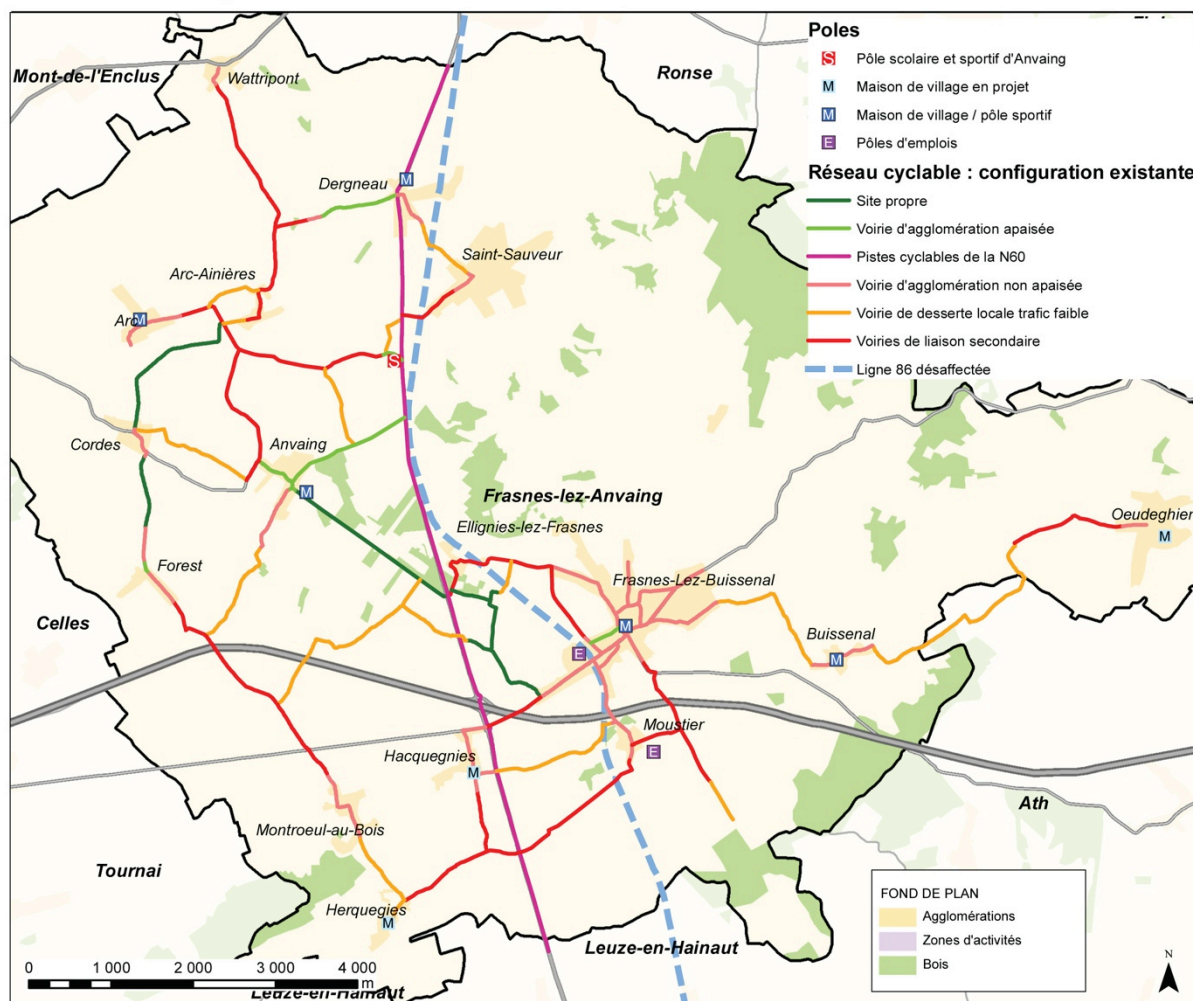 Mont-de-l'Enclus
Wattripont
Ronse
Poles
S Pôle scolaire et sportif d'Anvaing
M Maison de village en projet
M Maison de village / pôle sportif
E Pôles d'emplois
Réseau cyclable : configuration existante
Site propre
Voirie d'agglomération apaisée
Pistes cyclables de la N60
Voirie d'agglomération non apaisée
Voirie de desserte locale trafic faible
Voiries de liaison secondaire
Ligne 86 désaffectée
M
Dergneau
Saint-Sauveur
Arc-Ainières
Arc
M
S
Cordes
Anvaing
M
Frasnes-lez-Anvaing
Ellignies-lez-Frasnes
Oeudeghien
M
Forest
Frasnes-Lez-Buissenal
Celles
M
E
Buissenal
M
Moustier
E
Hacquegnies
M
Ath
Montroeul-au-Bois
Tournai
Herquegies
M
Leuze-en-Hainaut
FOND DE PLAN
Agglomérations
Zones d'activités
Bois
0 1 000 2 000 3 000 4 000
m
Leuze-en-Hainaut
N